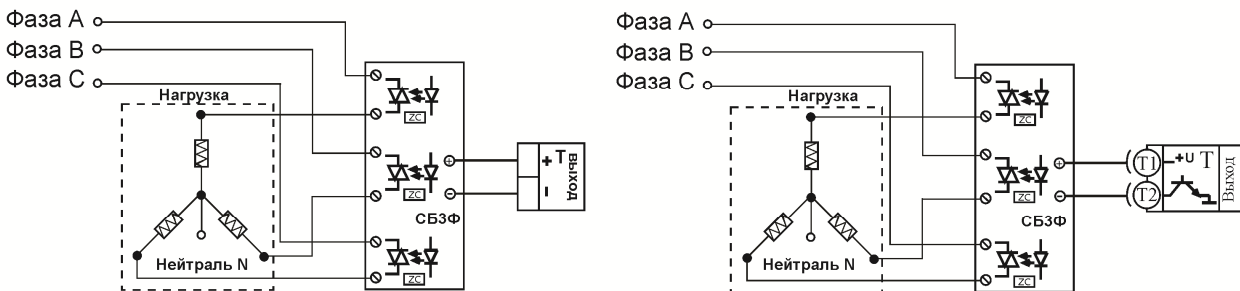 Фаза A
Фаза B
Фаза C
Нагрузка
ZC
ZC
ZC
Нейтраль N
СБ3Ф
+
−
+ T
-
ВЫХОД
Фаза A
Фаза B
Фаза C
Нагрузка
ZC
ZC
ZC
Нейтраль N
СБ3Ф
+
−
T1
T2
+U T
Выход